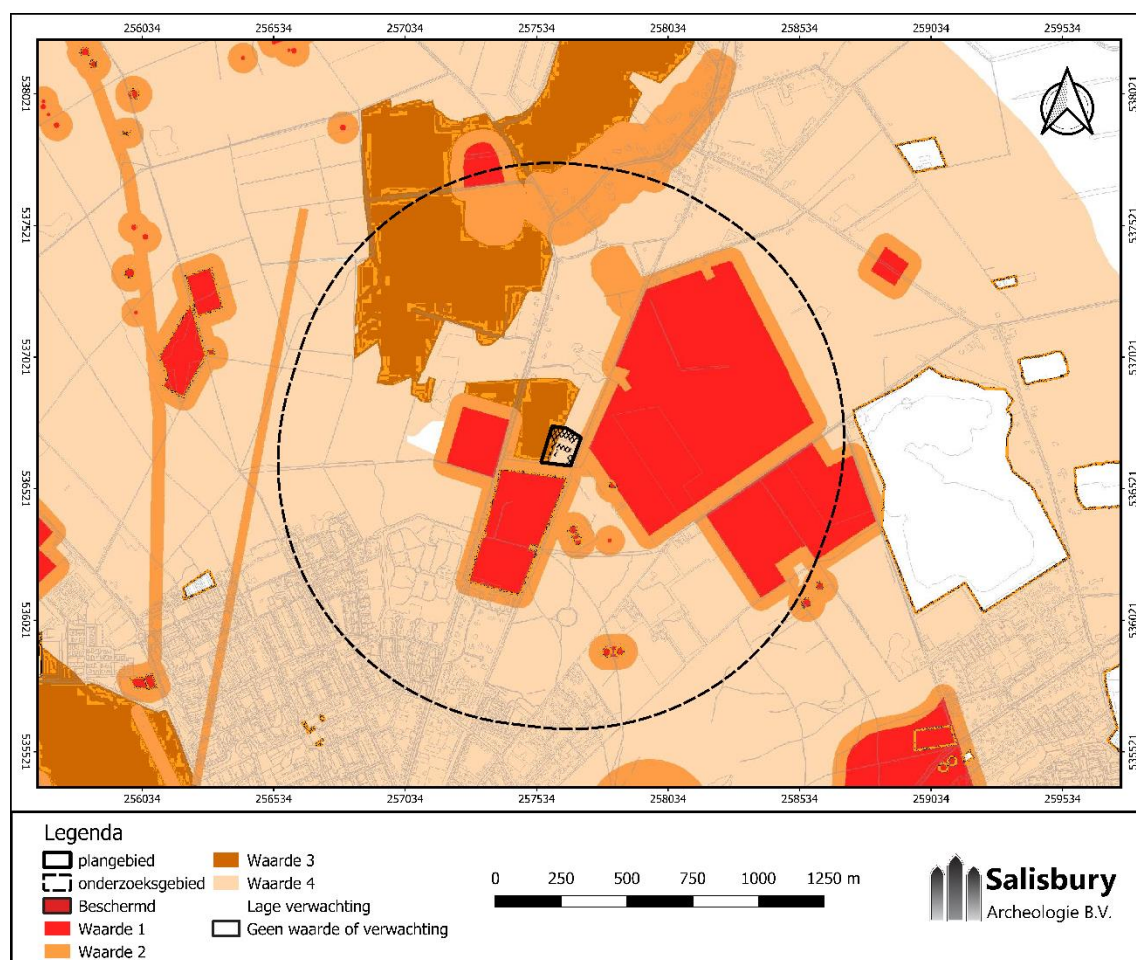 256034 256534 257034 257534 258034 258534 259034 259534
538021 538021
537521 537521
537021 537021
536521 536521
536021 536021
535521 535521
256034 256534 257034 257534 258034 258534 259034 259534
Legenda
plangebied
onderzoeksgebied
Beschermd
Waarde 1
Waarde 2
Waarde 3
Waarde 4
Lage verwachting
Geen waarde of verwachting
0 250 500 750 1000 1250 m
Salisbury
Archeologie B.V.